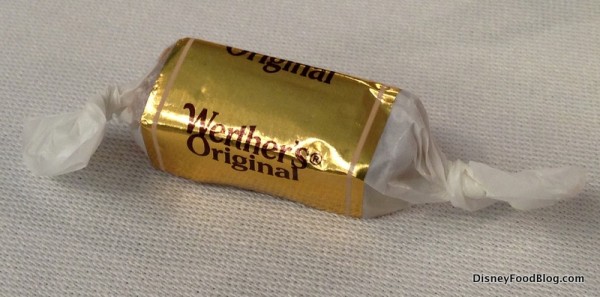 Original
Werther's
Original®
DisneyFoodBlog.com